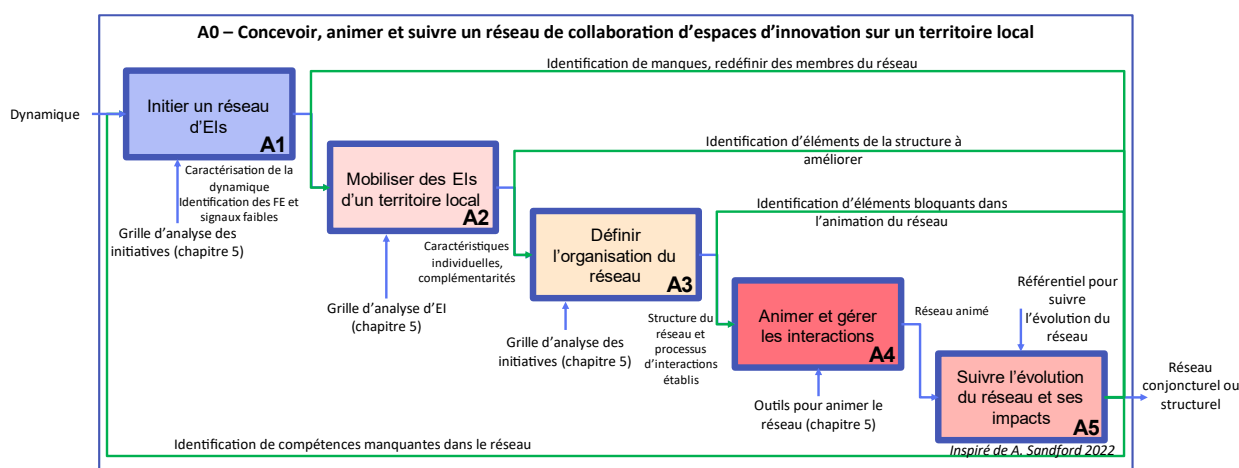 A0 – Concevoir, animer et suivre un réseau de collaboration d’espaces d’innovation sur un territoire local
Identification de manques, redéfinir des membres du réseau
Dynamique
Initier un réseau
d’EIs
A1
Caractérisation de la
dynamique
Identification des FE et
signaux faibles
Grille d’analyse des
initiatives (chapitre 5)
Identification d’éléments de la structure à
améliorer
Mobiliser des EIs
d’un territoire local
A2
Caractéristiques
individuelles,
complémentarités
Grille d’analyse d’EI
(chapitre 5)
Identification d’éléments bloquants dans
l’animation du réseau
Définir
l’organisation du
réseau
A3
Structure du
réseau et
processus
d’interactions
établis
Grille d’analyse des
initiatives (chapitre 5)
Animer et gérer
les interactions
A4
Réseau animé
Outils pour animer le
réseau (chapitre 5)
Référentiel pour
suivre
l’évolution du
réseau
Suivre l’évolution
du réseau et ses
impacts
A5
Réseau
conjoncturel ou
structurel
Identification de compétences manquantes dans le réseau
Inspiré de A. Sandford 2022